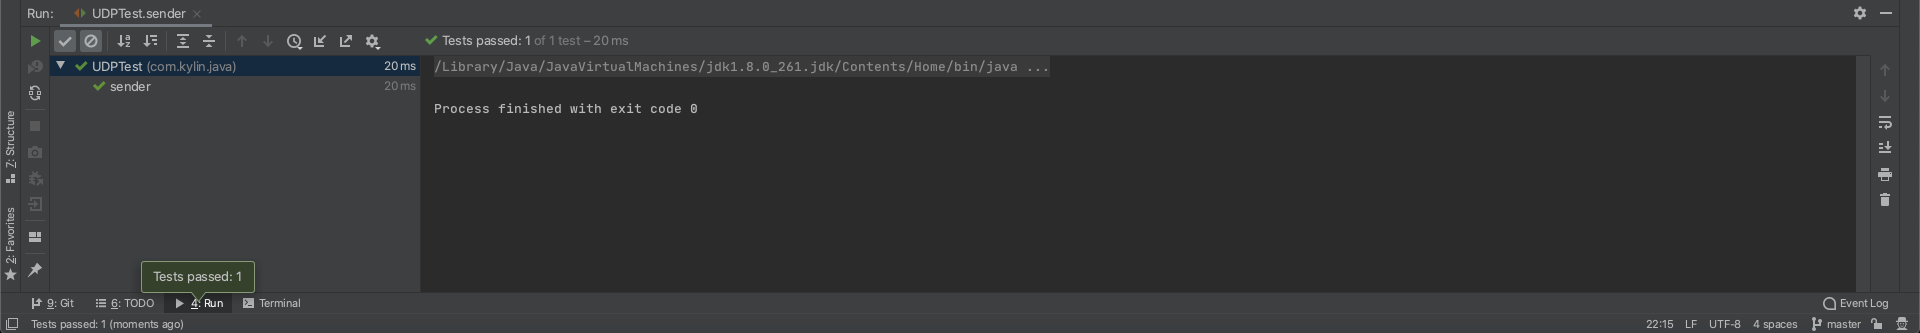 Run: UDPTest.sender
Tests passed: 1 of 1 test – 20 ms
UDPTest (com.kylin.java) 20 ms
sender 20 ms
/Library/Java/JavaVirtualMachines/jdk1.8.0_261.jdk/Contents/Home/bin/java ...
Process finished with exit code 0
7: Structure
2: Favorites
Tests passed: 1
9: Git 6: TODO 4: Run Terminal Event Log
Tests passed: 1 (moments ago) 22:15 LF UTF-8 4 spaces master